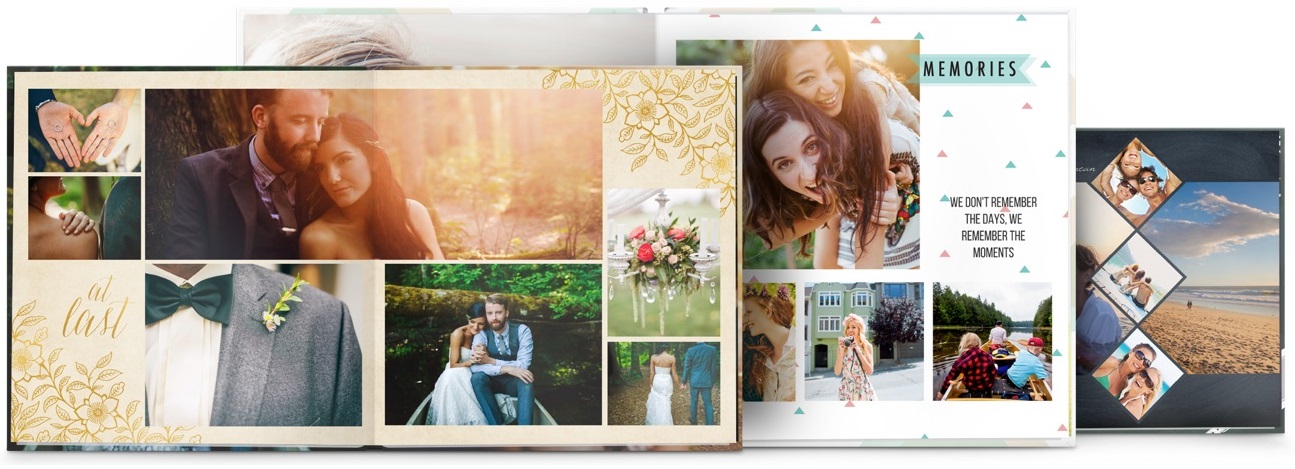 at
last
MEMORIES
WE DON'T REMEMBER
THE DAYS, WE
REMEMBER THE
MOMENTS